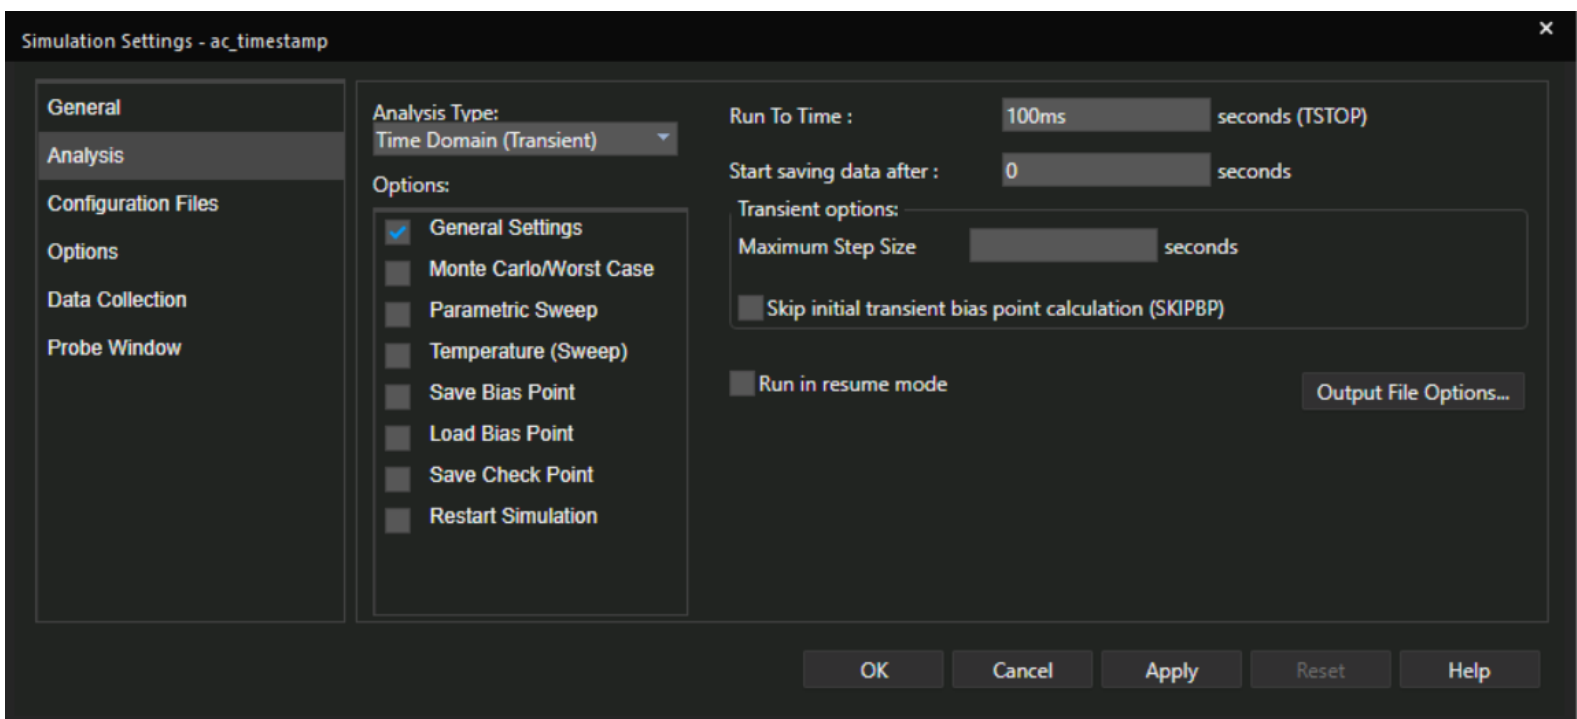 Simulation Settings - ac_timestamp
×
General
Analysis
Configuration Files
Options
Data Collection
Probe Window
Analysis Type:
Time Domain (Transient)
Options:
General Settings
Monte Carlo/Worst Case
Parametric Sweep
Temperature (Sweep)
Save Bias Point
Load Bias Point
Save Check Point
Restart Simulation
Run To Time : 100ms seconds (TSTOP)
Start saving data after : 0 seconds
Transient options:
Maximum Step Size seconds
Skip initial transient bias point calculation (SKIPBP)
Run in resume mode
Output File Options...
OK Cancel Apply Reset Help